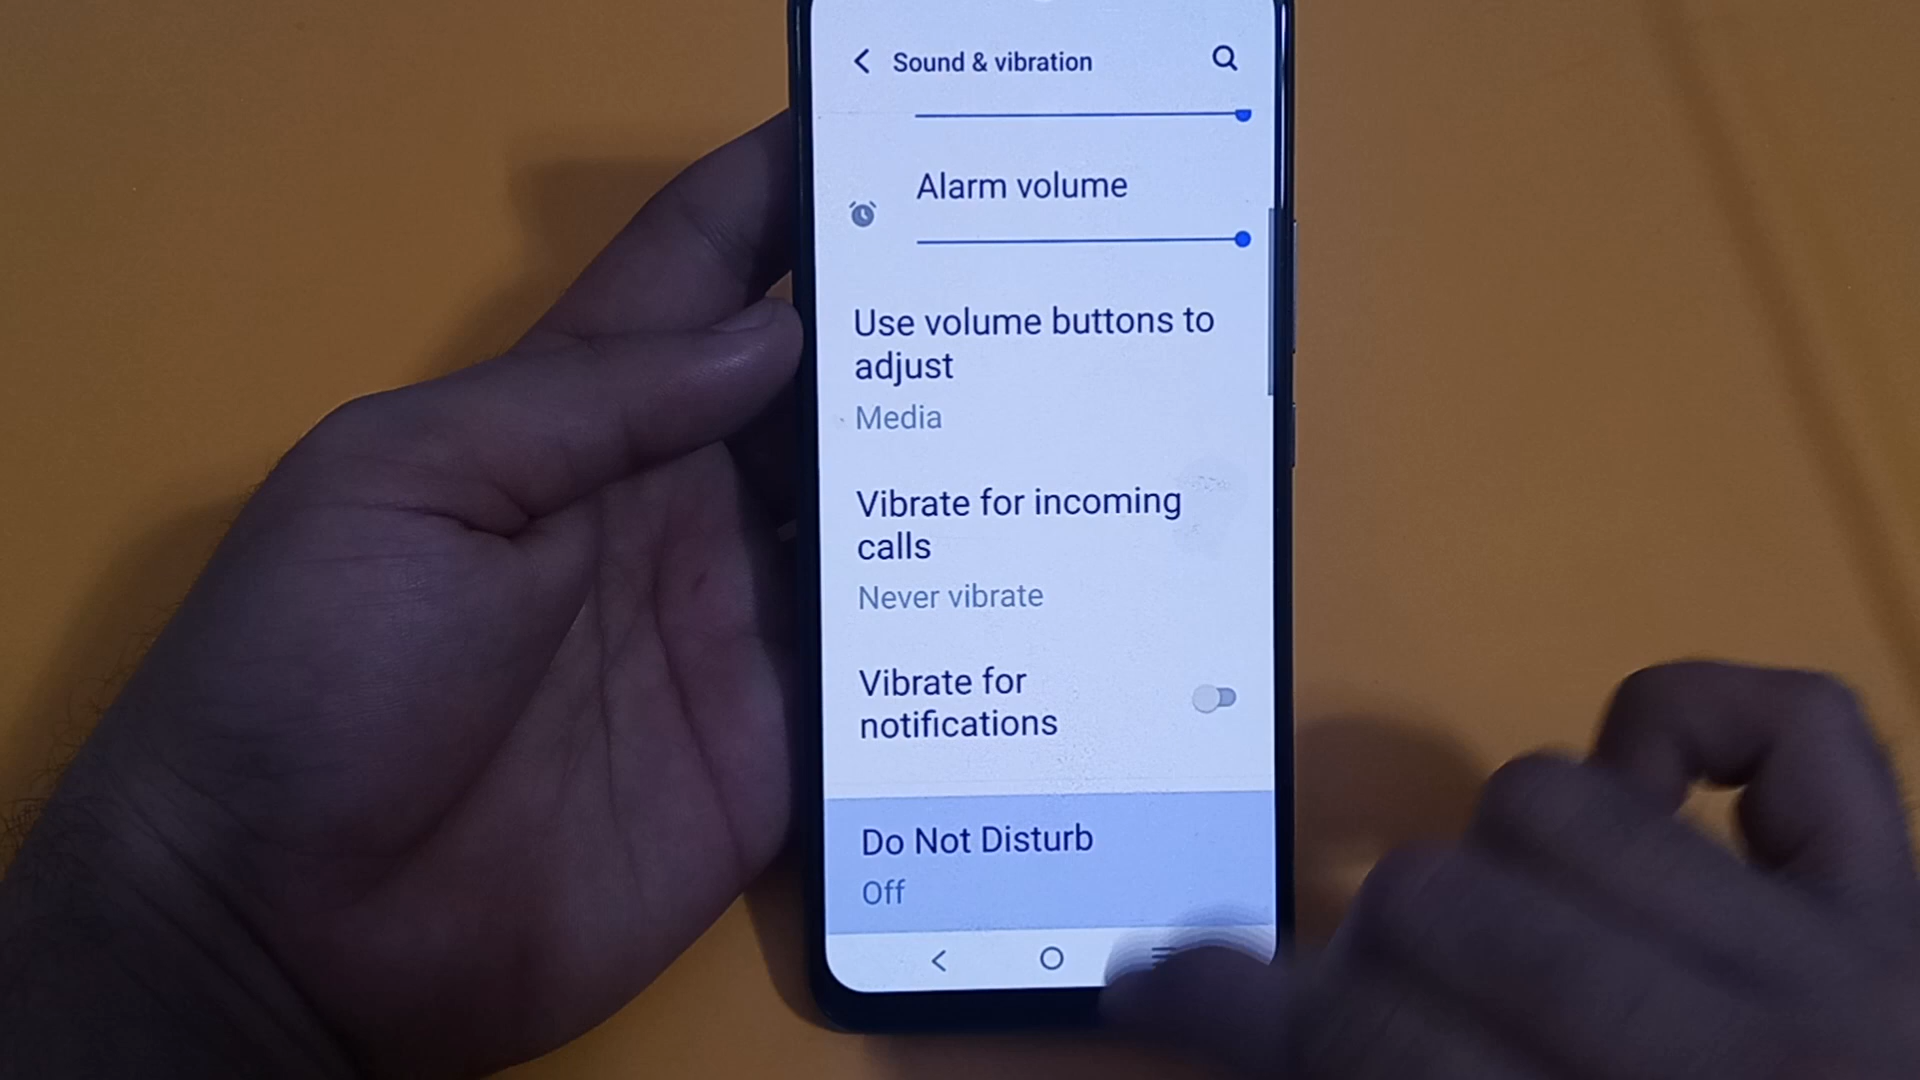 Sound & vibration
Alarm volume
Use volume buttons to
adjust
Media
Vibrate for incoming
calls
Never vibrate
Vibrate for
notifications
Do Not Disturb
Off